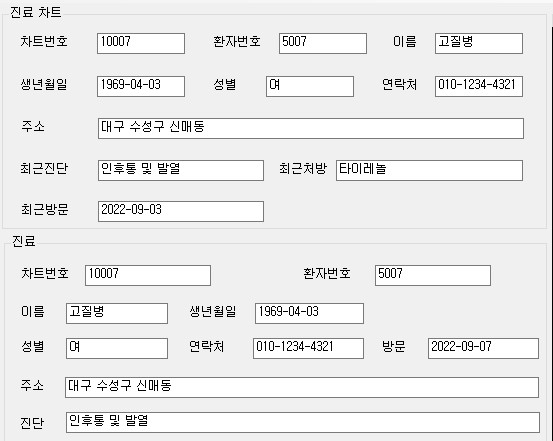 진료 차트
차트번호 10007 환자번호 5007 이름 고질병
생년월일 1969-04-03 성별 여 연락처 010-1234-4321
주소 대구 수성구 신매동
최근진단 인후통 및 발열 최근처방 타이레놀
최근방문 2022-09-03
진료
차트번호 10007 환자번호 5007
이름 고질병 생년월일 1969-04-03
성별 여 연락처 010-1234-4321 방문 2022-09-07
주소 대구 수성구 신매동
진단 인후통 및 발열